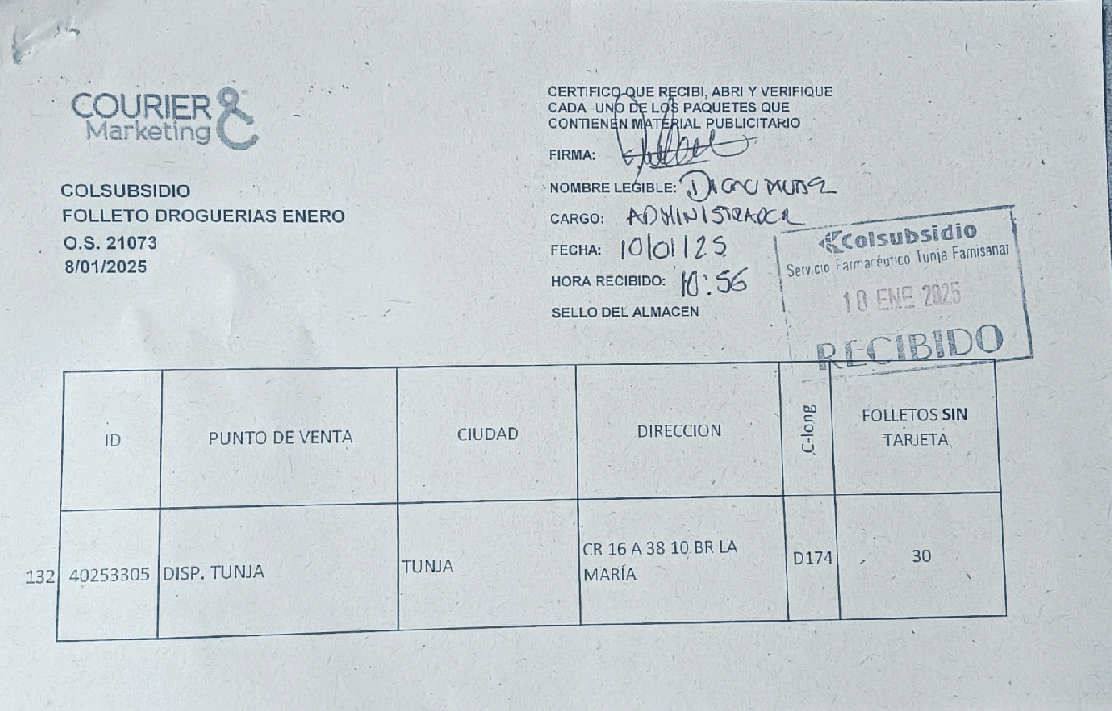 COURIER &
Marketing
COLSUBSIDIO
FOLLETO DROGUERIAS ENERO
O.S. 21073
8/01/2025
CERTIFICO QUE RECIBI, ABRI Y VERIFIQUE
CADA UNO DE LOS PAQUETES QUE
CONTIENEN MATERIAL PUBLICITARIO
FIRMA:
NOMBRE LEGIBLE:
CARGO: ADMINISTRADOR
FECHA: 10/01/25
HORA RECIBIDO: 10:56
SELLO DEL ALMACEN
Colsubsidio
Servicio Farmacéutico Tunja Famisanar
10 ENE 2025
RECIBIDO
ID PUNTO DE VENTA CIUDAD DIRECCION C-long FOLLETOS SIN TARJETA
132 40253305 DISP. TUNJA TUNJA CR 16 A 38 10 BR LA MARÍA D174 30